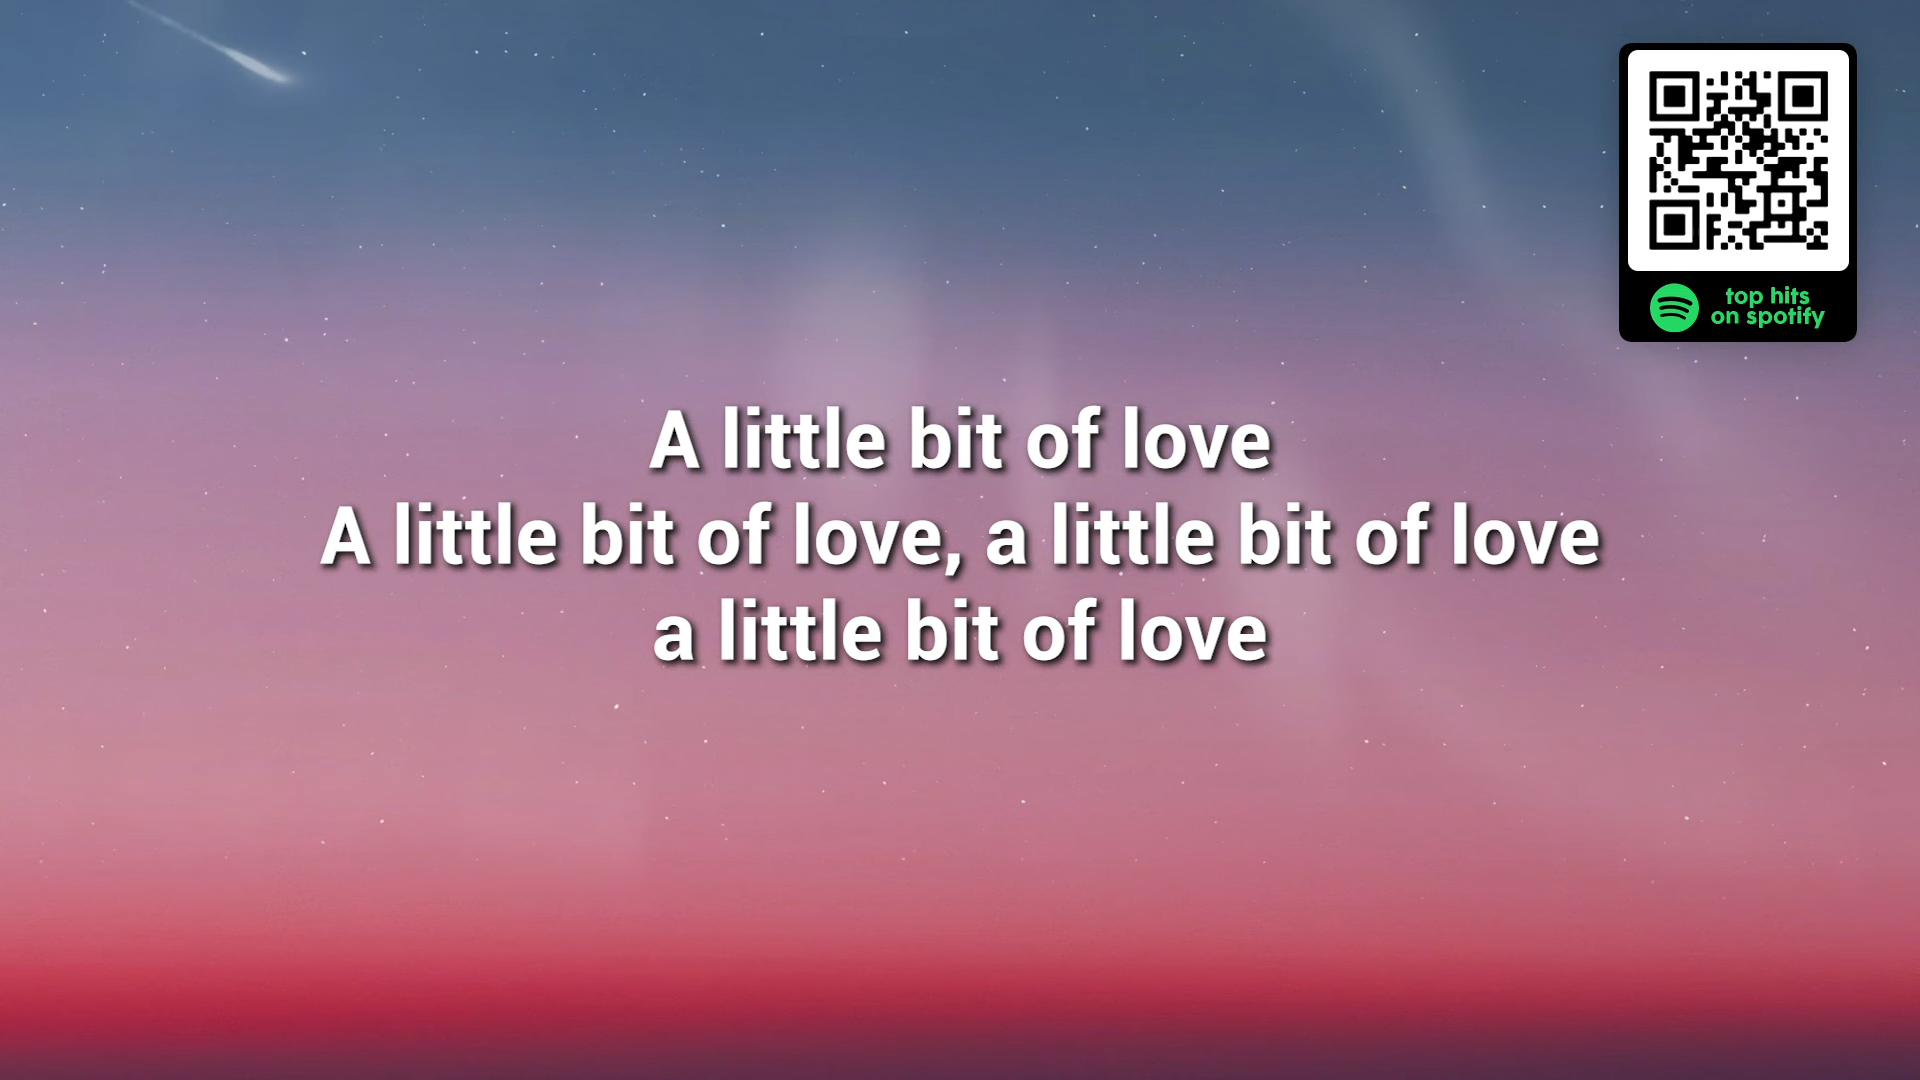 top hits
on spotify
A little bit of love
A little bit of love, a little bit of love
a little bit of love